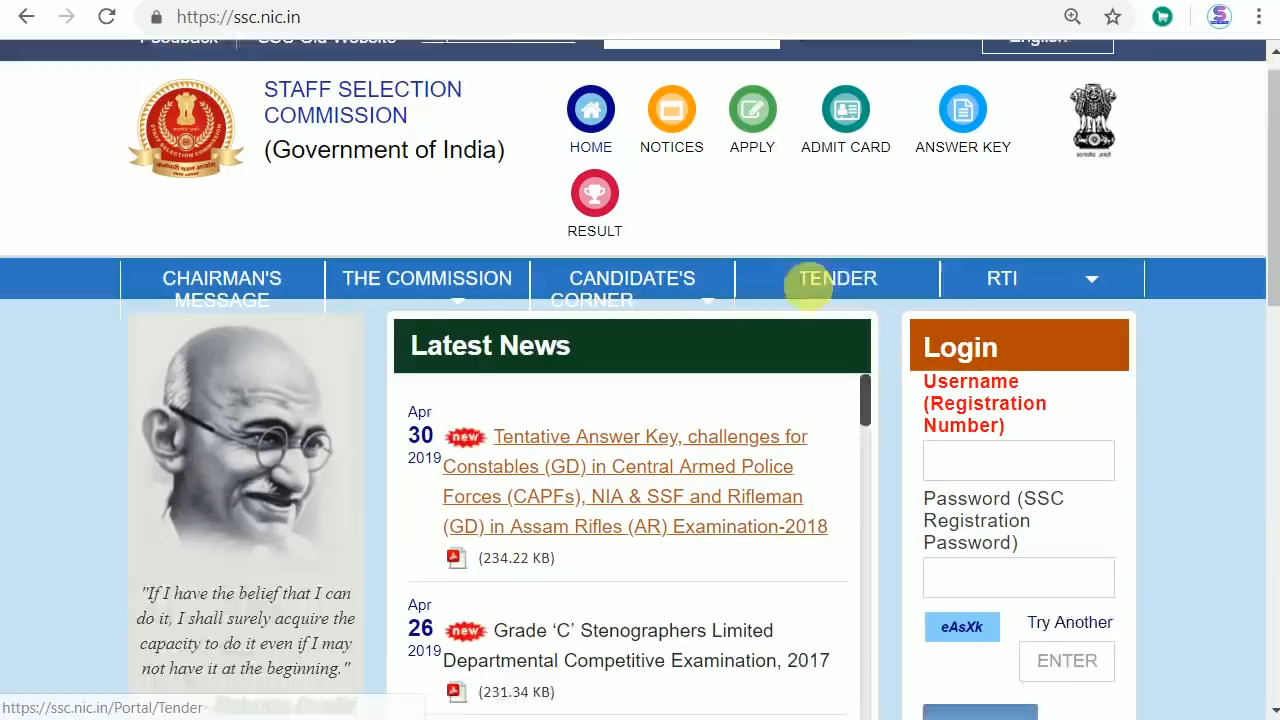 https://ssc.nic.in
Feedback
SSC Old Website
English
STAFF SELECTION
COMMISSION
(Government of India)
HOME
NOTICES
APPLY
ADMIT CARD
ANSWER KEY
RESULT
CHAIRMAN'S
MESSAGE
THE COMMISSION
CANDIDATE'S
CORNER
TENDER
RTI
"If I have the belief that I can
do it, I shall surely acquire the
capacity to do it even if I may
not have it at the beginning."
Latest News
Apr
30
2019
new Tentative Answer Key, challenges for
Constables (GD) in Central Armed Police
Forces (CAPFs), NIA & SSF and Rifleman
(GD) in Assam Rifles (AR) Examination-2018
(234.22 KB)
Apr
26
2019
new Grade ‘C’ Stenographers Limited
Departmental Competitive Examination, 2017
(231.34 KB)
Login
Username
(Registration
Number)
Password (SSC
Registration
Password)
eAsXk
Try Another
ENTER
https://ssc.nic.in/Portal/Tender